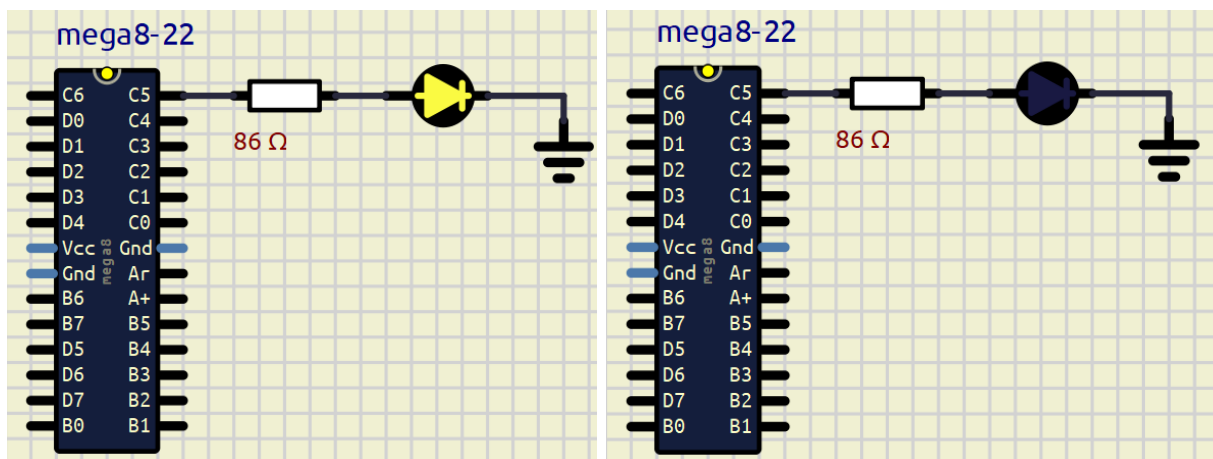 mega8-22
C6 C5
D0 C4
D1 C3
D2 C2
D3 C1
D4 C0
Vcc Gnd
Gnd Ar
B6 A+
B7 B5
D5 B4
D6 B3
D7 B2
B0 B1
mega8
86 Ω
mega8-22
C6 C5
D0 C4
D1 C3
D2 C2
D3 C1
D4 C0
Vcc Gnd
Gnd Ar
B6 A+
B7 B5
D5 B4
D6 B3
D7 B2
B0 B1
mega8
86 Ω